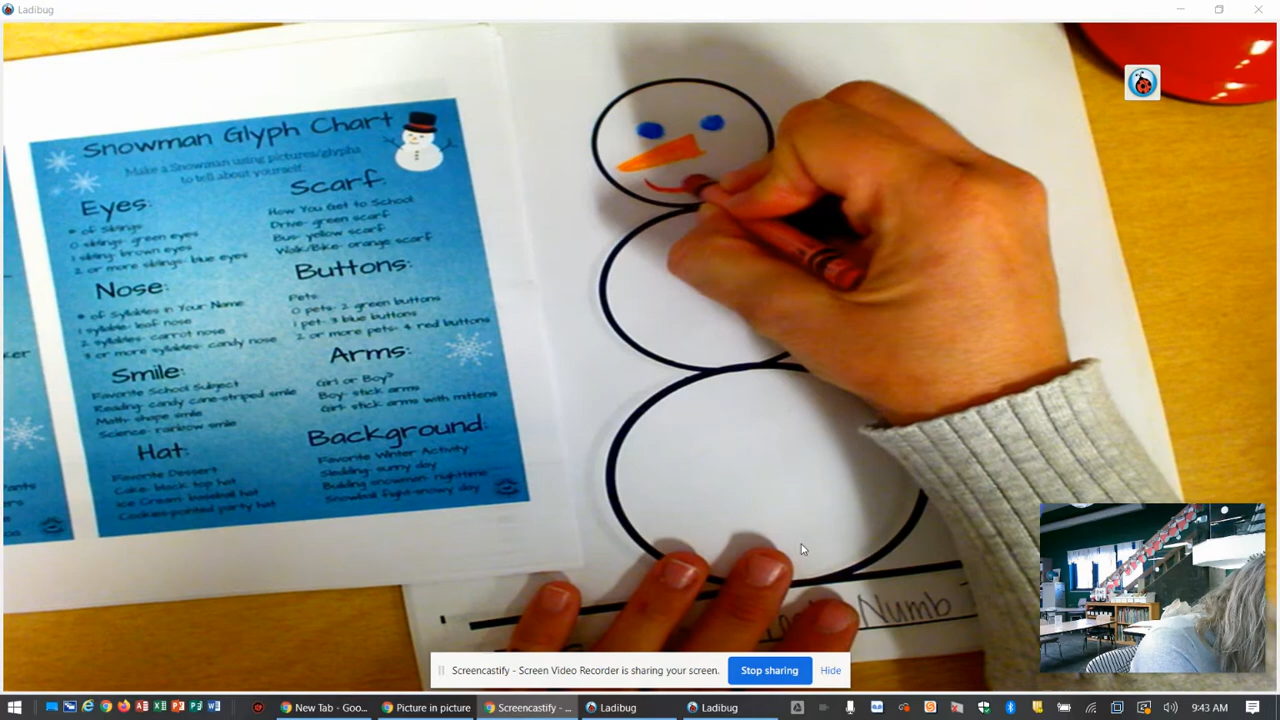 Ladibug
Snowman Glyph Chart
Make a Snowman using pictures/glyphs
to tell about yourself.
Eyes:
# of Siblings
0 siblings- green eyes
1 sibling- brown eyes
2 or more siblings- blue eyes
Nose:
# of Syllables in Your Name
1 syllable- leaf nose
2 syllables- carrot nose
3 or more syllables- candy nose
Smile:
Favorite School Subject
Reading- candy cane-striped smile
Math- shape smile
Science- rainbow smile
Hat:
Favorite Dessert
Cake- black top hat
Ice Cream- baseball hat
Cookies-pointed party hat
Scarf:
How You Get to School
Drive- green scarf
Bus- yellow scarf
Walk/Bike- orange scarf
Buttons:
Pets:
0 pets- 2 green buttons
1 pet- 3 blue buttons
2 or more pets- 4 red buttons
Arms:
Girl or Boy?
Boy- stick arms
Girl- stick arms with mittens
Background:
Favorite Winter Activity
Sledding- sunny day
Building snowman- nighttime
Snowball fight-snowy day
Numb
Screencastify - Screen Video Recorder is sharing your screen.
Stop sharing
Hide
New Tab - Goo...
Picture in picture
Screencastify - ...
Ladibug
Ladibug
9:43 AM